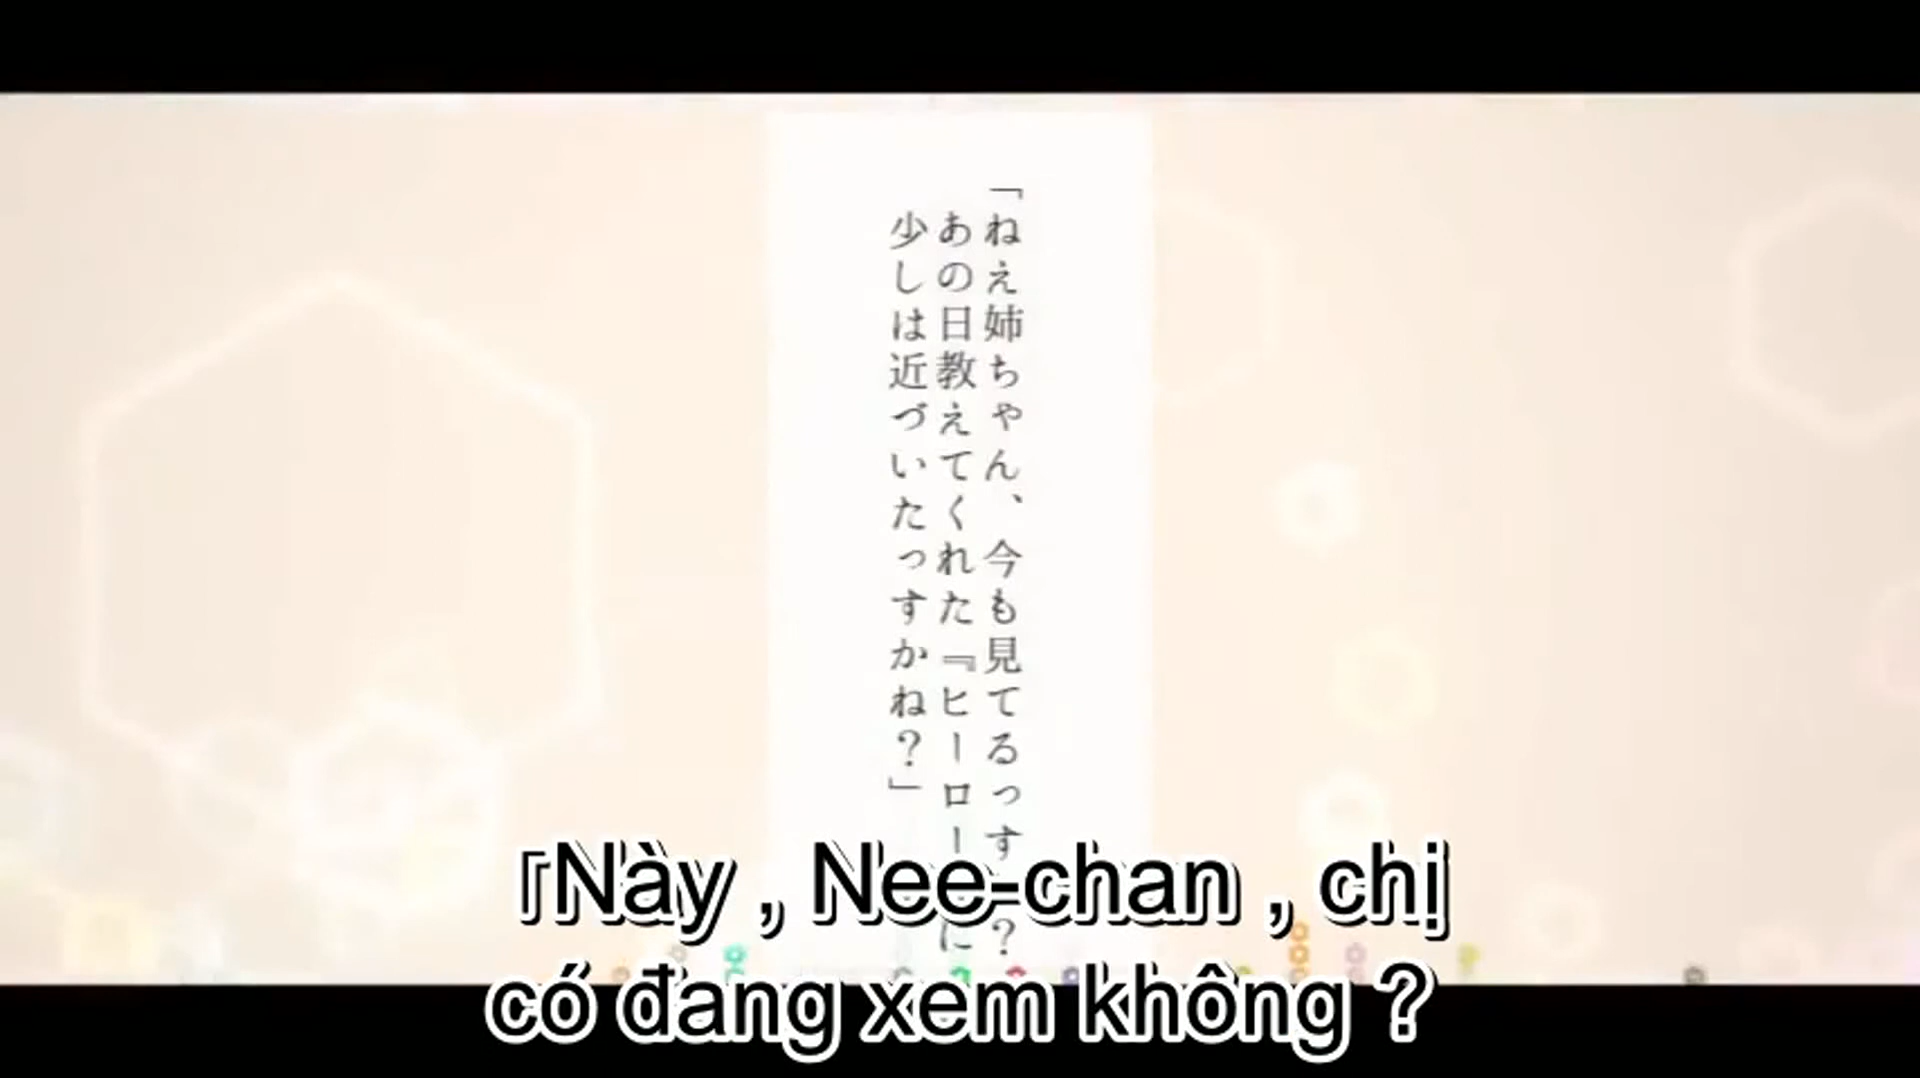 「ねえ姉ちゃん、今も見てるっす？
あの日教えてくれた『ヒーローに
少しは近づいたっすかね？」
「Này , Nee-chan , chị
có đang xem không ?